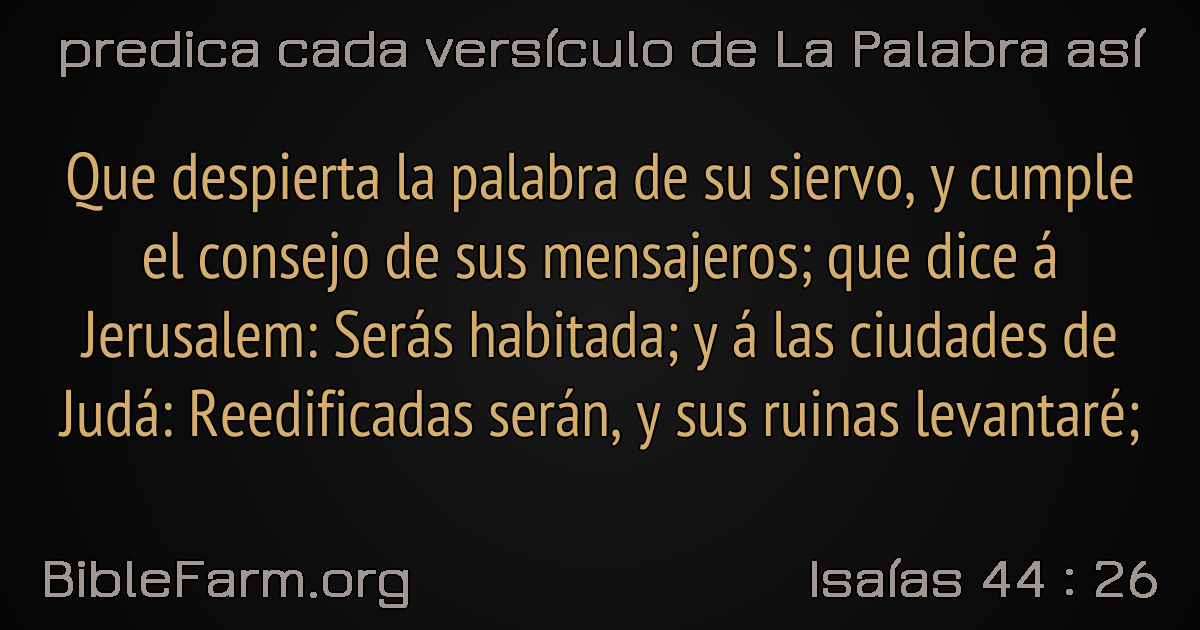 predica cada versículo de La Palabra así
Que despierta la palabra de su siervo, y cumple
el consejo de sus mensajeros; que dice á
Jerusalem: Serás habitada; y á las ciudades de
Judá: Reedificadas serán, y sus ruinas levantaré;
BibleFarm.org
Isaías 44 : 26